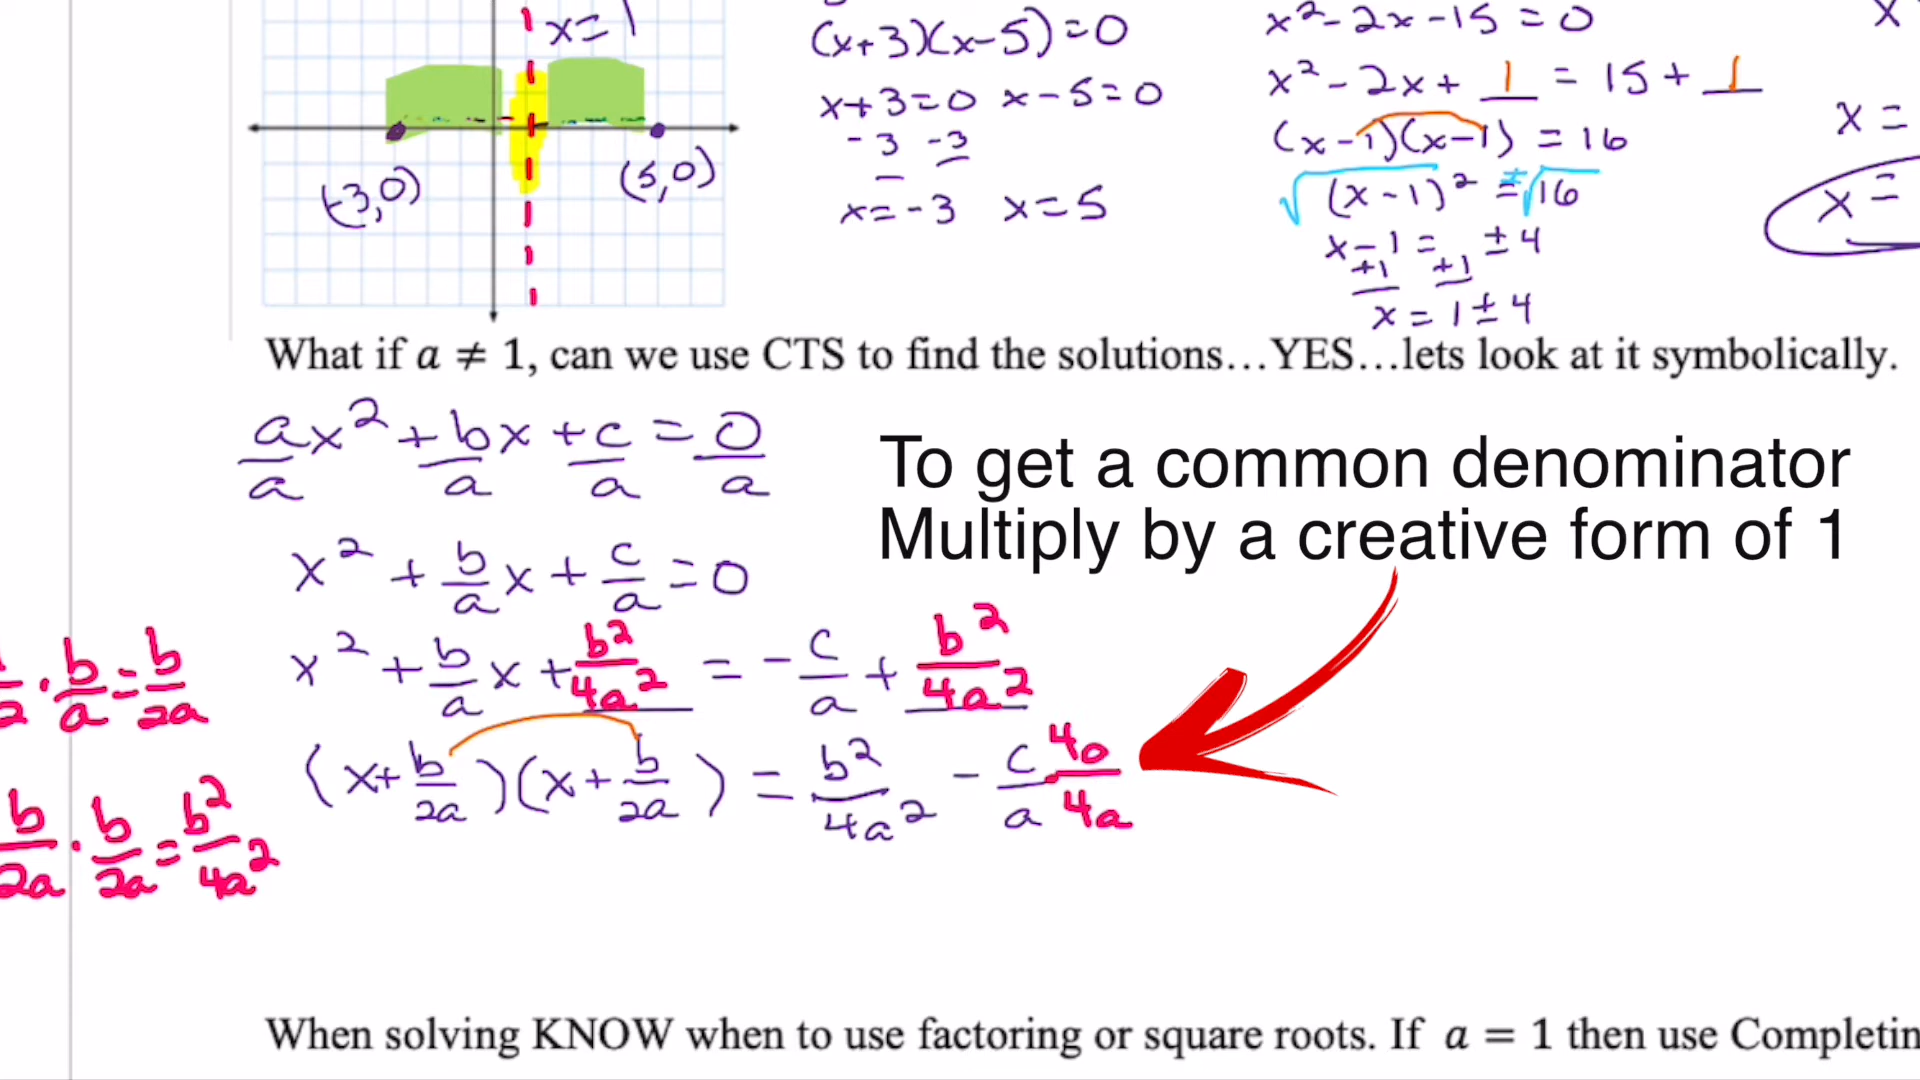 x=1
(-3,0)
(5,0)
(x+3)(x-5)=0
x+3=0 x-5=0
-3 -3
x=-3 x=5
x²-2x-15=0
x²-2x+ 1 = 15+ 1
(x-1)(x-1) = 16
√(x-1)² = ±√16
x-1 = ±4
+1 +1
x = 1±4
x
x =
x =
What if a ≠ 1, can we use CTS to find the solutions…YES…lets look at it symbolically.
ax²/a + bx/a + c/a = 0/a
To get a common denominator
Multiply by a creative form of 1
x² + b/a x + c/a = 0
x² + b/a x + b²/4a² = -c/a + b²/4a²
(x+ b/2a)(x+ b/2a) = b²/4a² - c/a 4a/4a
· b/a = b/2a
b/2a · b/2a = b²/4a²
When solving KNOW when to use factoring or square roots. If a = 1 then use Completin